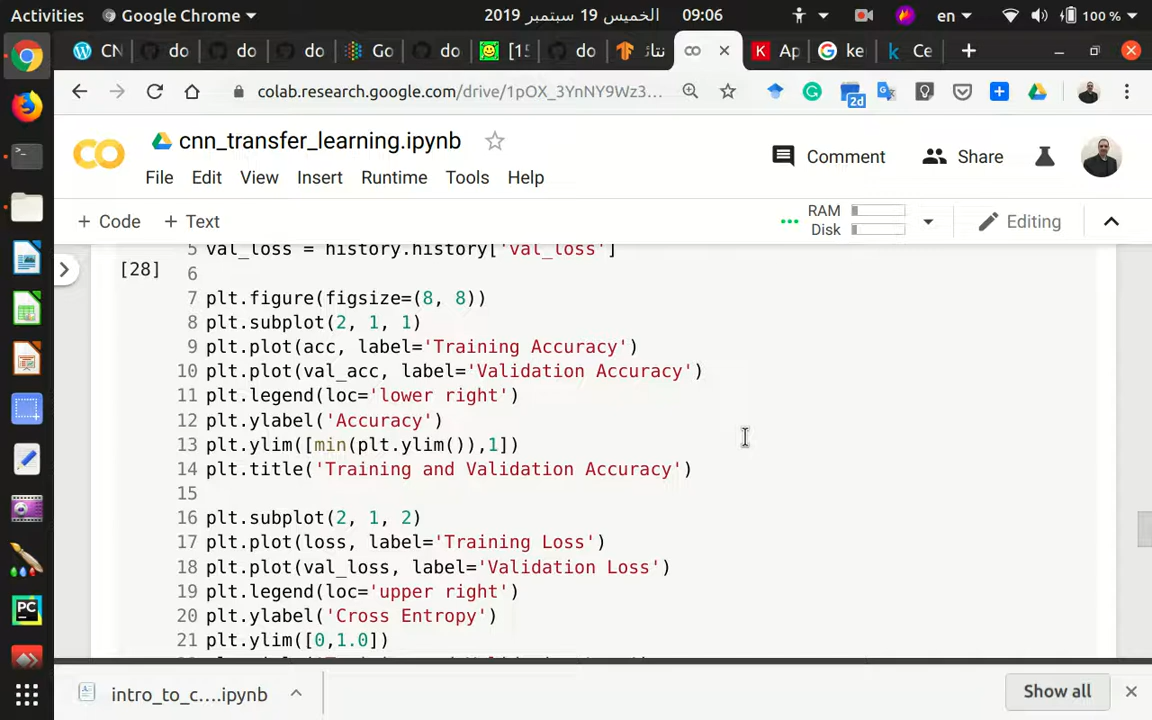 Activities
Google Chrome
الخميس 19 سبتمبر 2019
09:06
en
100 %
CN
do
do
do
Go
do
[15
do
نتائ
Ap
ke
Ce
colab.research.google.com/drive/1pOX_3YnNY9Wz3...
2d
cnn_transfer_learning.ipynb
Comment
Share
File Edit View Insert Runtime Tools Help
+ Code + Text
RAM
Disk
Editing
[28]
5 val_loss = history.history['val_loss']
6
7 plt.figure(figsize=(8, 8))
8 plt.subplot(2, 1, 1)
9 plt.plot(acc, label='Training Accuracy')
10 plt.plot(val_acc, label='Validation Accuracy')
11 plt.legend(loc='lower right')
12 plt.ylabel('Accuracy')
13 plt.ylim([min(plt.ylim()),1])
14 plt.title('Training and Validation Accuracy')
15
16 plt.subplot(2, 1, 2)
17 plt.plot(loss, label='Training Loss')
18 plt.plot(val_loss, label='Validation Loss')
19 plt.legend(loc='upper right')
20 plt.ylabel('Cross Entropy')
21 plt.ylim([0,1.0])
PC
intro_to_c....ipynb
Show all